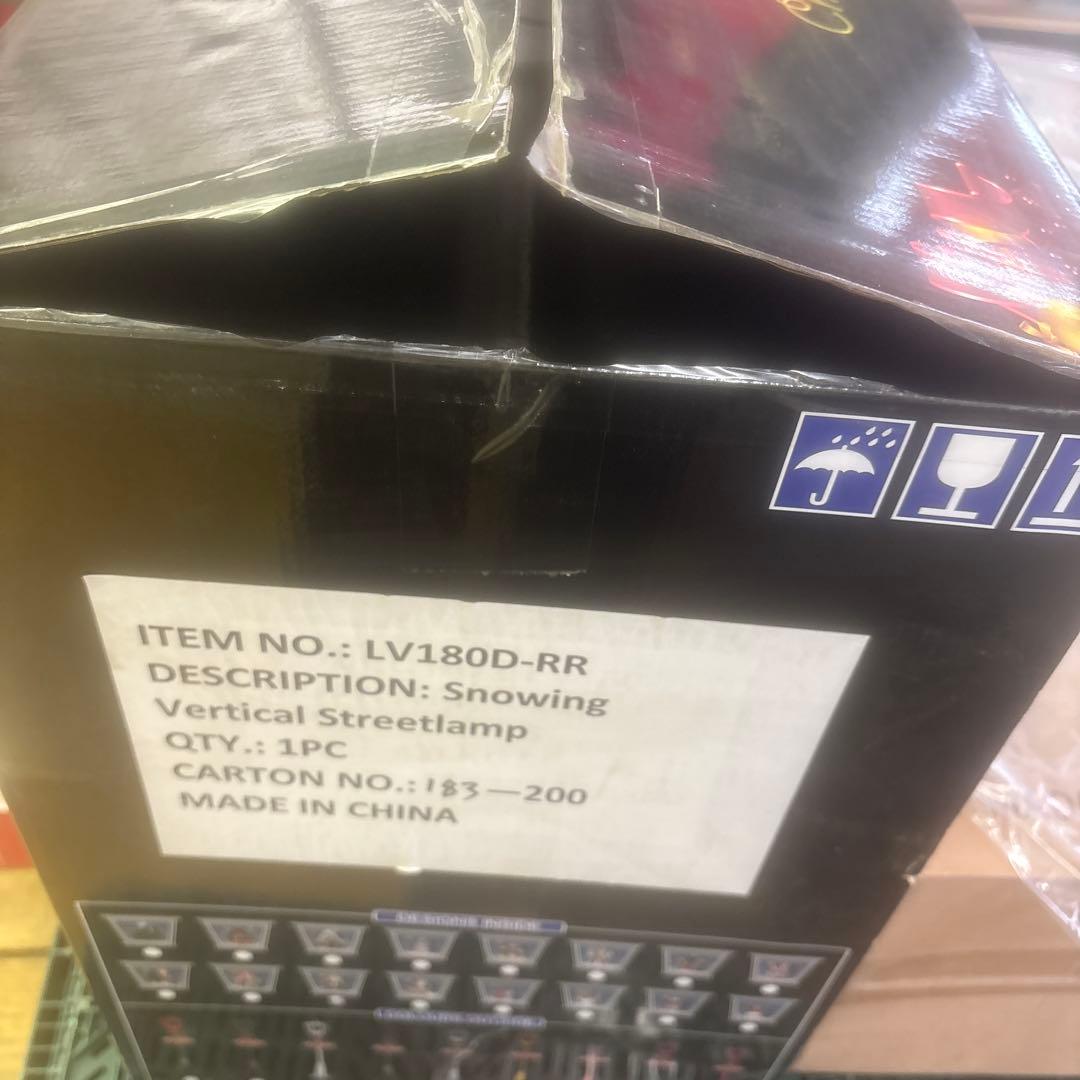 ITEM NO.: LV180D-RR
DESCRIPTION: Snowing
Vertical Streetlamp
QTY.: 1PC
CARTON NO.: 183—200
MADE IN CHINA